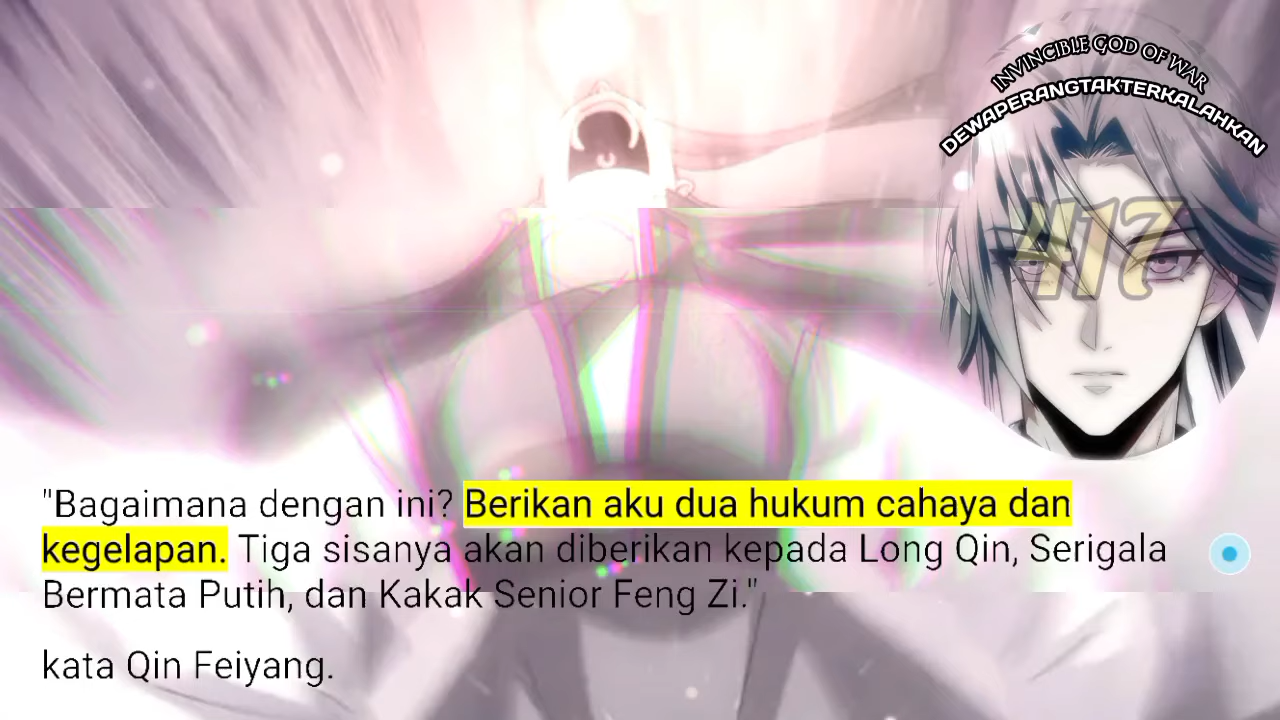 INVINCIBLE GOD OF WAR
DEWAPERANGTAKTERKALAHKAN
417
"Bagaimana dengan ini? Berikan aku dua hukum cahaya dan
kegelapan. Tiga sisanya akan diberikan kepada Long Qin, Serigala
Bermata Putih, dan Kakak Senior Feng Zi."
kata Qin Feiyang.